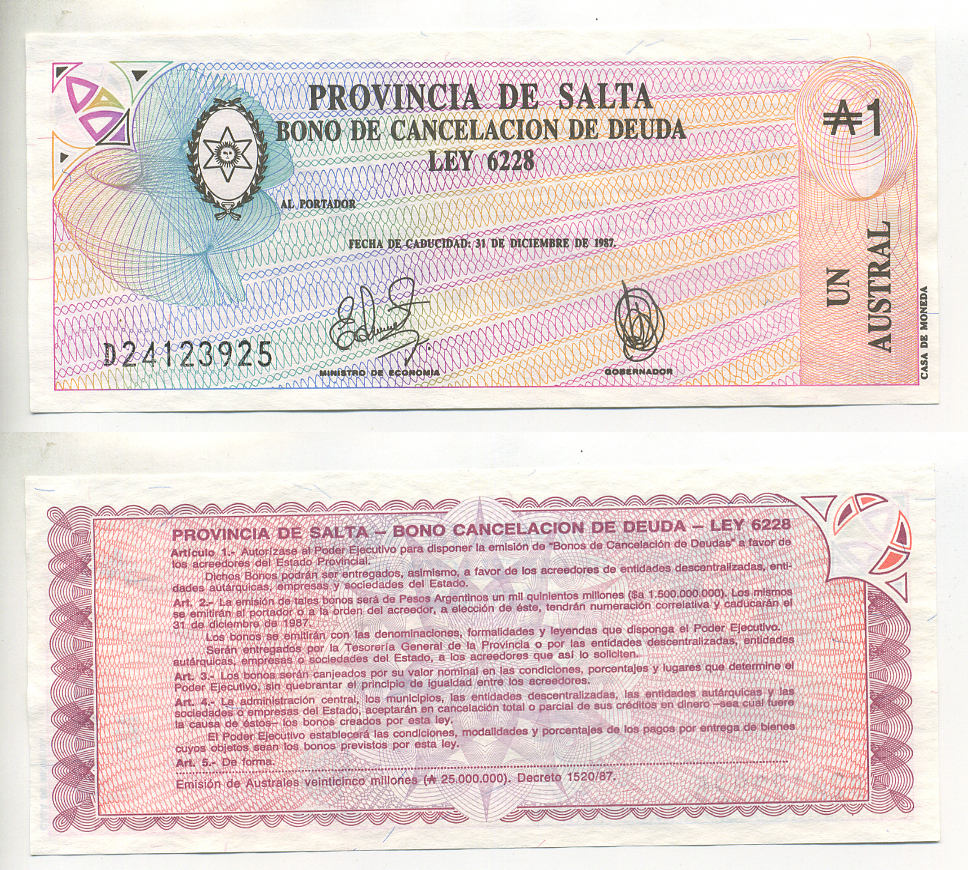 PROVINCIA DE SALTA
BONO DE CANCELACION DE DEUDA
LEY 6228
₳1
AL PORTADOR
FECHA DE CADUCIDAD: 31 DE DICIEMBRE DE 1987.
UN
AUSTRAL
D24123925
MINISTRO DE ECONOMIA
GOBERNADOR
CASA DE MONEDA
PROVINCIA DE SALTA – BONO CANCELACION DE DEUDA – LEY 6228
Artículo 1.- Autorízase al Poder Ejecutivo para disponer la emisión de "Bonos de Cancelación de Deudas" a favor de
los acreedores del Estado Provincial.
Dichos Bonos podrán ser entregados, asimismo, a favor de los acreedores de entidades descentralizadas, enti-
dades autárquicas, empresas y sociedades del Estado.
Art. 2.- La emisión de tales bonos será de Pesos Argentinos un mil quinientos millones ($a 1.500.000.000). Los mismos
se emitirán al portador o a la orden del acreedor, a elección de éste, tendrán numeración correlativa y caducarán el
31 de diciembre de 1987.
Los bonos se emitirán con las denominaciones, formalidades y leyendas que disponga el Poder Ejecutivo.
Serán entregados por la Tesorería General de la Provincia o por las entidades descentralizadas, entidades
autárquicas, empresas o sociedades del Estado, a los acreedores que así lo soliciten.
Art. 3.- Los bonos serán canjeados por su valor nominal en las condiciones, porcentajes y lugares que determine el
Poder Ejecutivo, sin quebrantar el principio de igualdad entre los acreedores.
Art. 4.- La administración central, los municipios, las entidades descentralizadas, las entidades autárquicas y las
sociedades o empresas del Estado, aceptarán en cancelación total o parcial de sus créditos en dinero –sea cual fuere
la causa de éstos– los bonos creados por esta ley.
El Poder Ejecutivo establecerá las condiciones, modalidades y porcentajes de los pagos por entrega de bienes
cuyos objetos sean los bonos previstos por esta ley.
Art. 5.- De forma.
Emisión de Australes veinticinco millones (₳ 25.000.000). Decreto 1520/87.